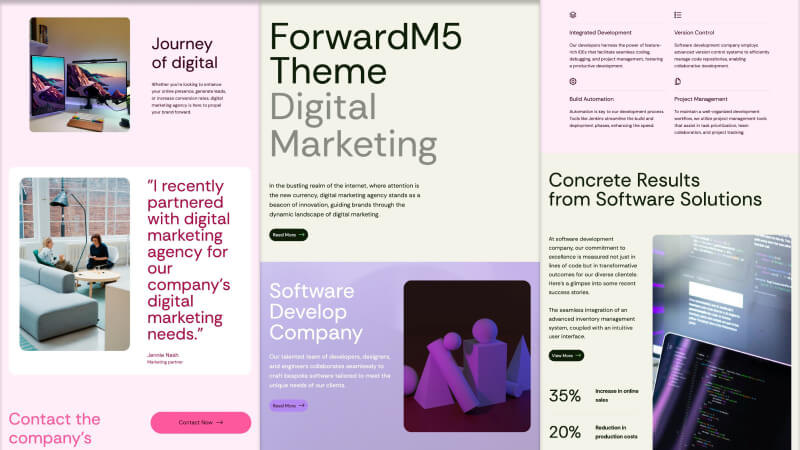 Journey
of digital
Whether you're looking to enhance
your online presence, generate leads,
or increase conversion rates, digital
marketing agency is here to propel
your brand forward.
"I recently
partnered
with digital
marketing
agency for
our
company's
digital
marketing
needs."
Jennie Nash
Marketing partner
Contact the
company's
Contact Now →
ForwardM5
Theme
Digital
Marketing
In the bustling realm of the internet, where attention is
the new currency, digital marketing agency stands as a
beacon of innovation, guiding brands through the
dynamic landscape of digital marketing.
Read More →
Software
Develop
Company
Our talented team of developers, designers,
and engineers collaborates seamlessly to
craft bespoke software tailored to meet the
unique needs of our clients.
Read More →
Integrated Development
Our developers harness the power of feature-
rich IDEs that facilitate seamless coding,
debugging, and project management, fostering
a productive development.
Version Control
Software development company employs
advanced version control systems to efficiently
manage code repositories, enabling
collaborative development.
Build Automation
Automation is key to our development process.
Tools like Jenkins streamline the build and
deployment phases, enhancing the speed.
Project Management
To maintain a well-organized development
workflow, we utilize project management tools
that assist in task prioritization, team
collaboration, and project tracking.
Concrete Results
from Software Solutions
At software development
company, our commitment to
excellence is measured not just in
lines of code but in transformative
outcomes for our diverse clientele.
Here's a glimpse into some recent
success stories.
The seamless integration of an
advanced inventory management
system, coupled with an intuitive
user interface.
View More →
35%
Increase in online
sales
20%
Reduction in
production costs